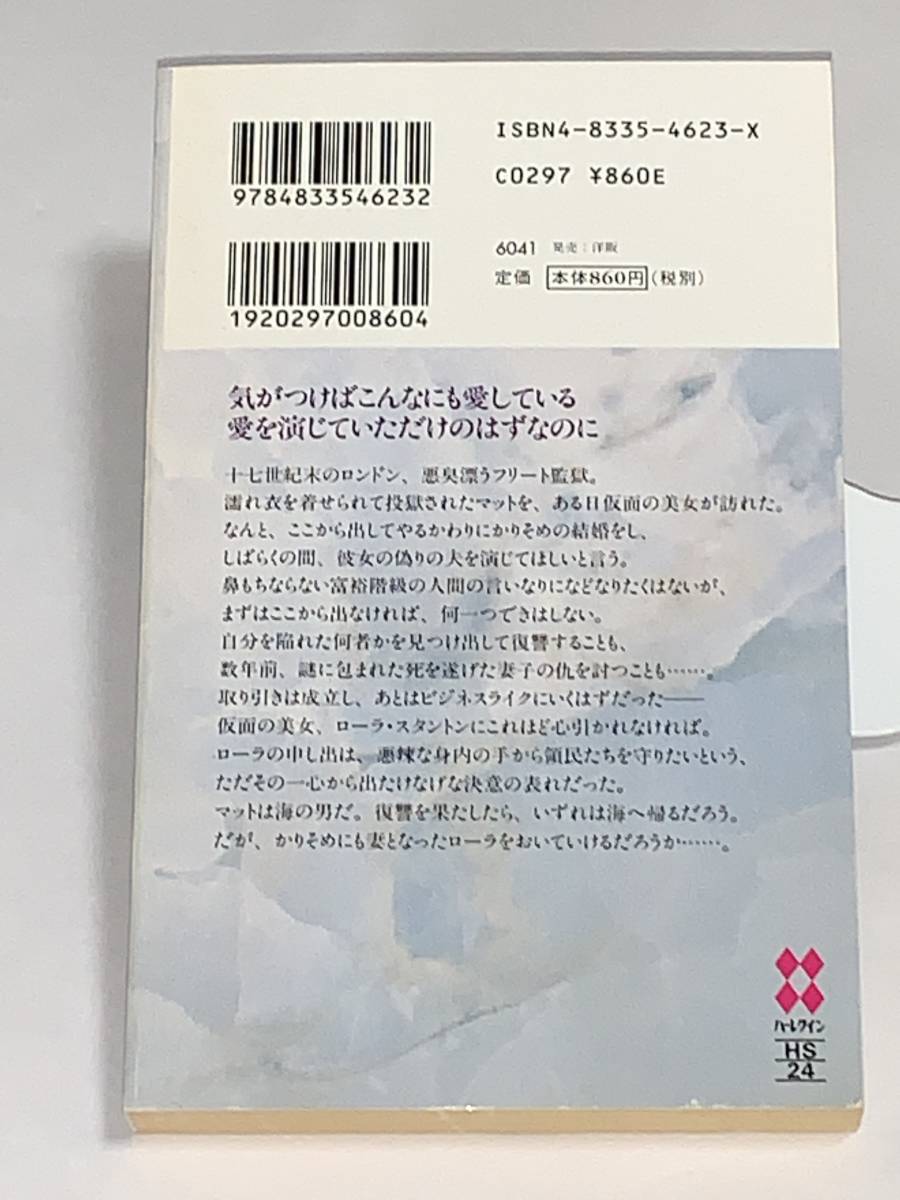 ISBN4-8335-4623-X
C0297 ¥860E
9784833546232
6041 発売:洋販
定価 本体860円(税別)
1920297008604
気がつけばこんなにも愛している
愛を演じていただけのはずなのに
十七世紀末のロンドン、悪臭漂うフリート監獄。
濡れ衣を着せられて投獄されたマットを、ある日仮面の美女が訪れた。
なんと、ここから出してやるかわりにかりそめの結婚をし、
しばらくの間、彼女の偽りの夫を演じてほしいと言う。
鼻もちならない富裕階級の人間の言いなりになどなりたくはないが、
まずはここから出なければ、何一つできはしない。
自分を陥れた何者かを見つけ出して復讐することも、
数年前、謎に包まれた死を遂げた妻子の仇を討つことも……。
取り引きは成立し、あとはビジネスライクにいくはずだった――
仮面の美女、ローラ・スタントンにこれほど心引かれなければ。
ローラの申し出は、悪辣な身内の手から領民たちを守りたいという、
ただその一心から出たけなげな決意の表れだった。
マットは海の男だ。復讐を果たしたら、いずれは海へ帰るだろう。
だが、かりそめにも妻となったローラをおいていけるだろうか……。
ハーレクイン
HS
24